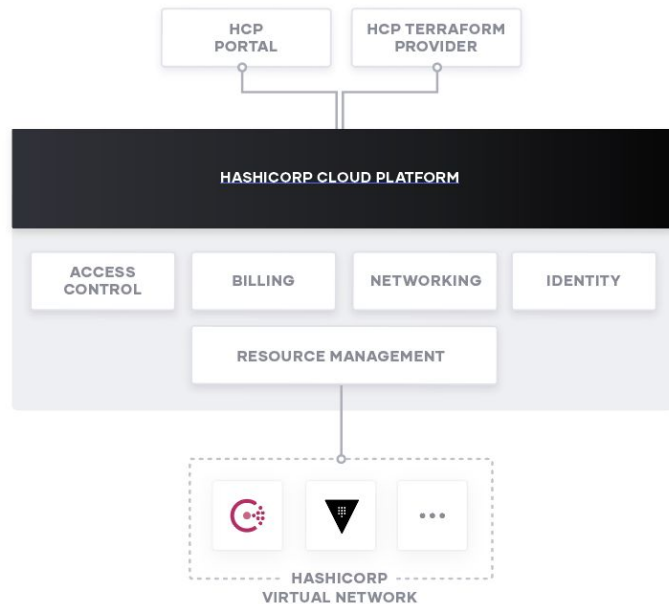 HCP
PORTAL
HCP TERRAFORM
PROVIDER
HASHICORP CLOUD PLATFORM
ACCESS
CONTROL
BILLING
NETWORKING
IDENTITY
RESOURCE MANAGEMENT
HASHICORP
VIRTUAL NETWORK